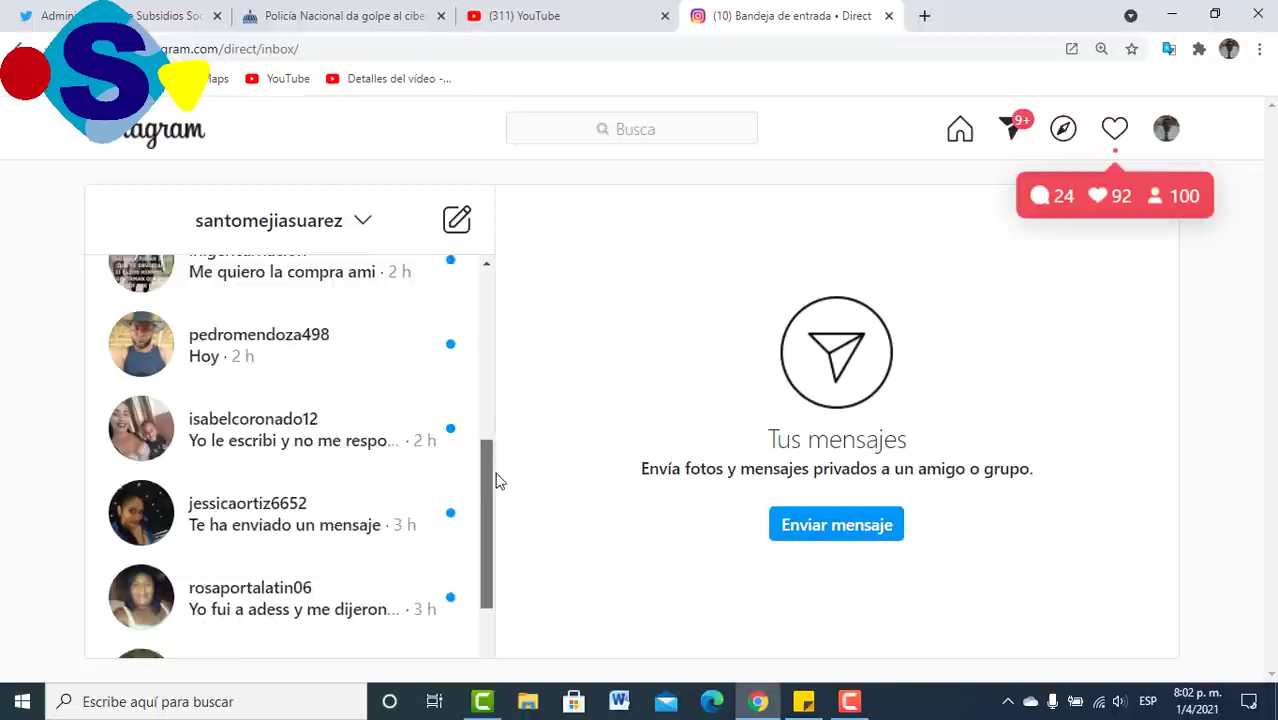 Subsidios Soc
Policía Nacional da golpe al ciber
(311) YouTube
(10) Bandeja de entrada • Direct
gram.com/direct/inbox/
S
Maps
YouTube
Detalles del vídeo -...
Busca
9+
24 92 100
santomejiasuarez
Me quiero la compra ami · 2 h
pedromendoza498
Hoy · 2 h
isabelcoronado12
Yo le escribi y no me respo... · 2 h
jessicaortiz6652
Te ha enviado un mensaje · 3 h
rosaportalatin06
Yo fui a adess y me dijeron... · 3 h
Tus mensajes
Envía fotos y mensajes privados a un amigo o grupo.
Enviar mensaje
Escribe aquí para buscar
ESP
8:02 p. m.
1/4/2021